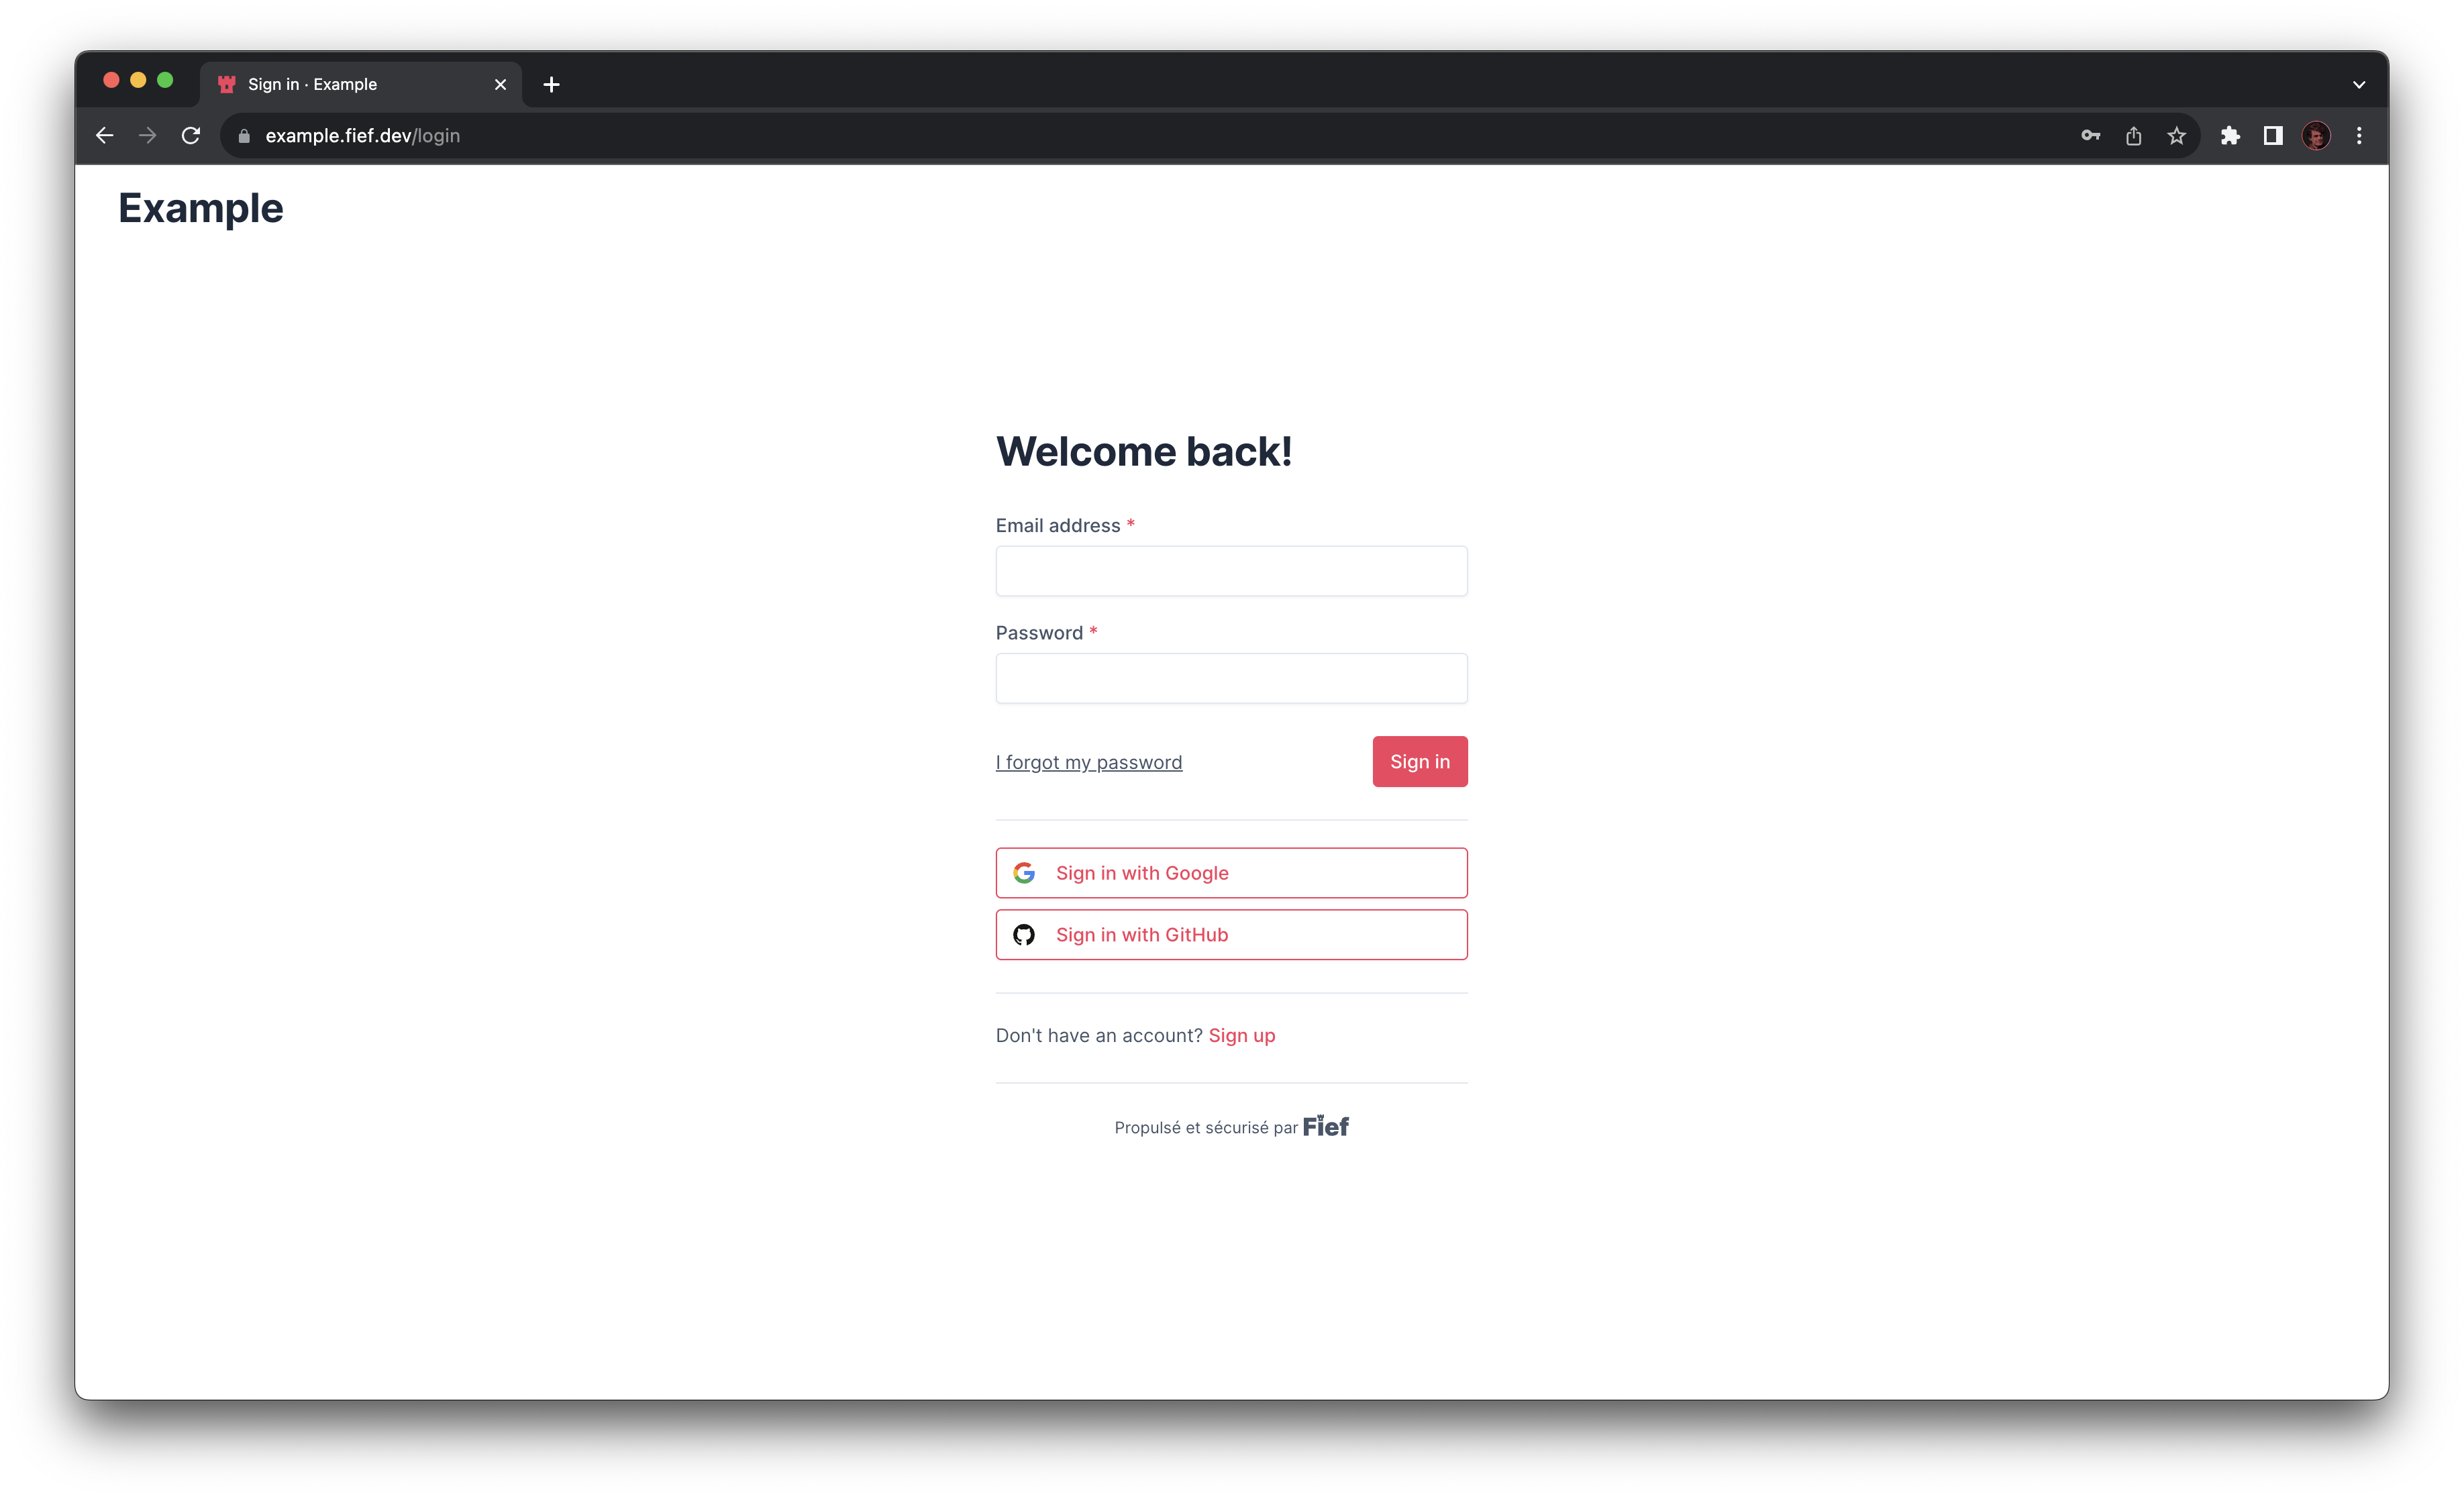 Sign in · Example
example.fief.dev/login
Example
Welcome back!
Email address *
Password *
I forgot my password
Sign in
Sign in with Google
Sign in with GitHub
Don't have an account? Sign up
Propulsé et sécurisé par Fief